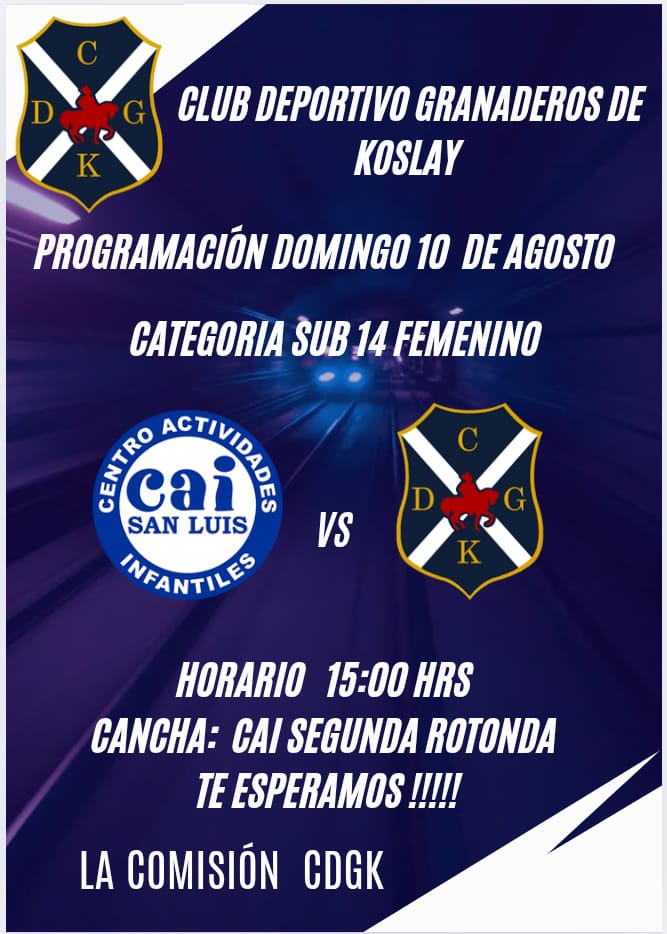 C
D G
K
CLUB DEPORTIVO GRANADEROS DE
KOSLAY
PROGRAMACIÓN DOMINGO 10 DE AGOSTO
CATEGORIA SUB 14 FEMENINO
CENTRO ACTIVIDADES
cai
SAN LUIS
INFANTILES
VS
C
D G
K
HORARIO 15:00 HRS
CANCHA: CAI SEGUNDA ROTONDA
TE ESPERAMOS !!!!!
LA COMISIÓN CDGK